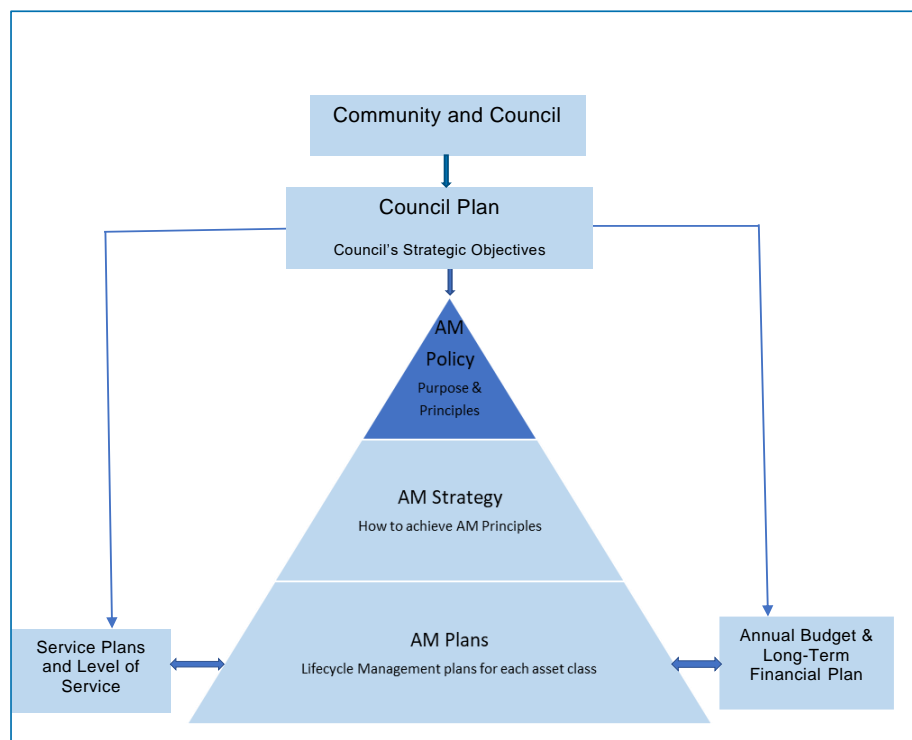 Community and Council
Council Plan
Council's Strategic Objectives
AM
Policy
Purpose &
Principles
AM Strategy
How to achieve AM Principles
AM Plans
Lifecycle Management plans for each asset class
Service Plans
and Level of
Service
Annual Budget &
Long-Term
Financial Plan